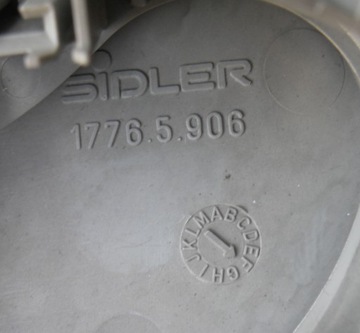 SiDLER
1776.5.906
ABCDEFGHIJKLM